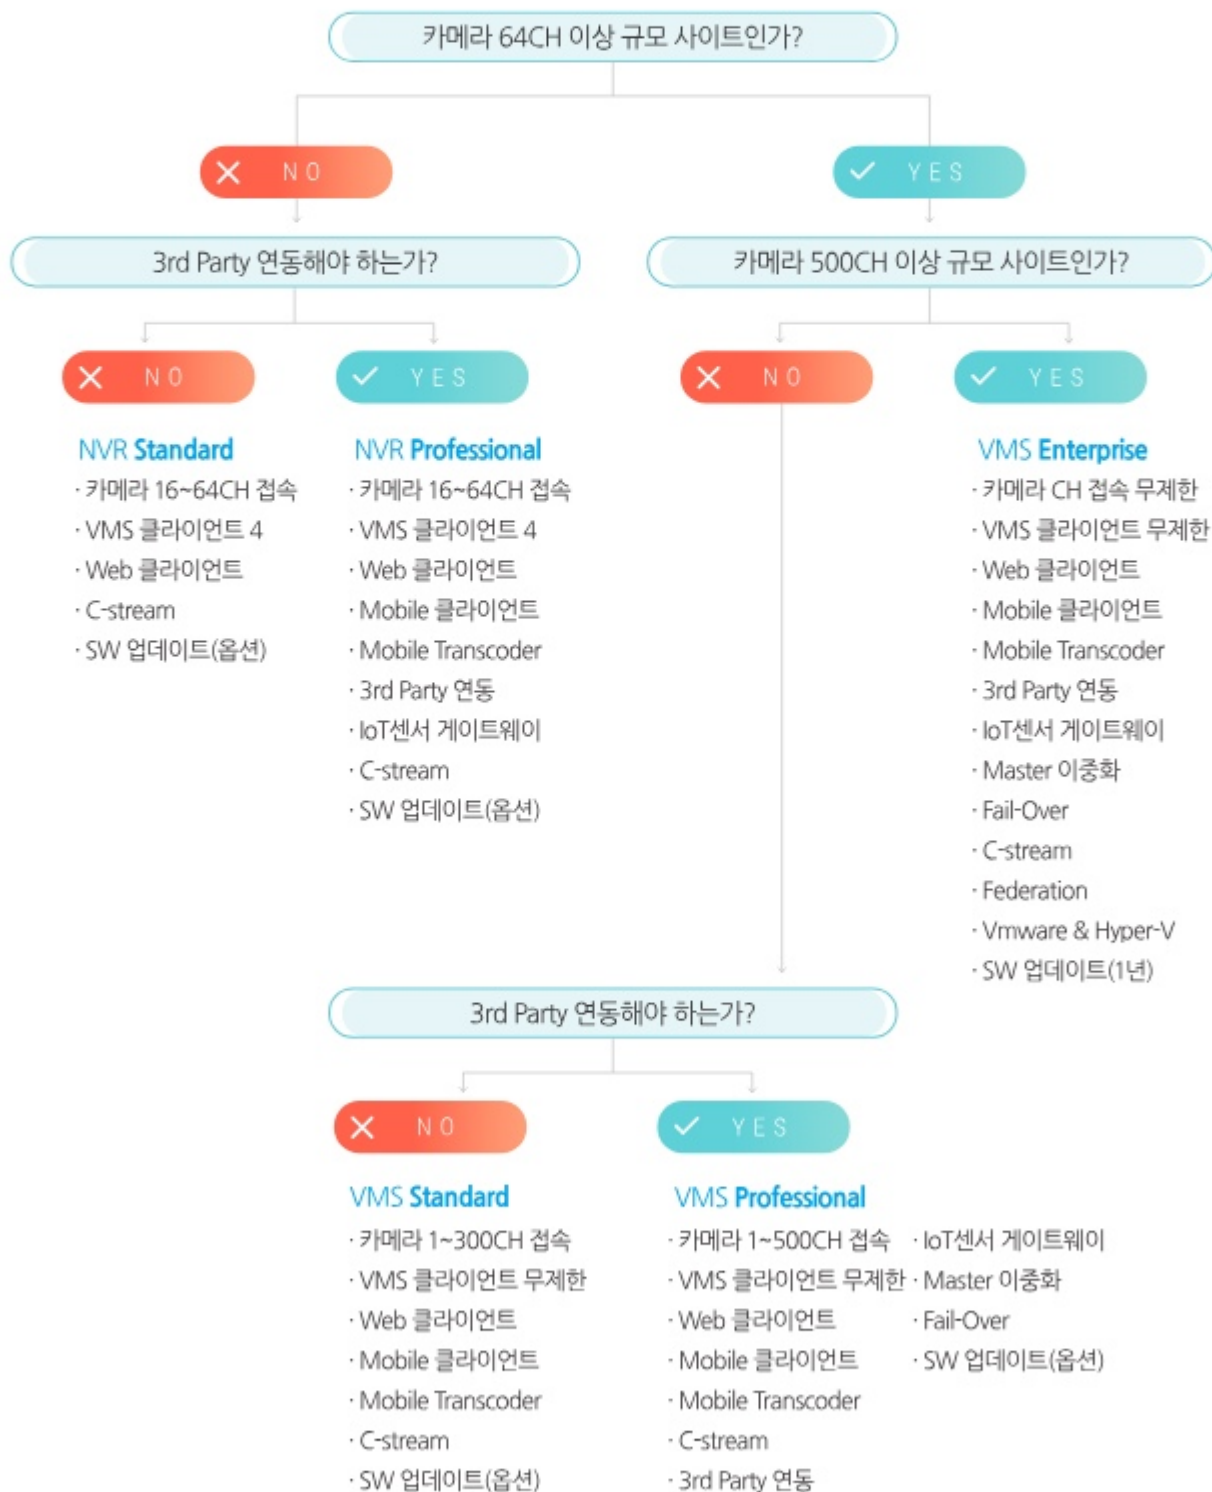 카메라 64CH 이상 규모 사이트인가?
NO
YES
3rd Party 연동해야 하는가?
카메라 500CH 이상 규모 사이트인가?
NO
YES
NO
YES
NVR Standard
· 카메라 16~64CH 접속
· VMS 클라이언트 4
· Web 클라이언트
· C-stream
· SW 업데이트(옵션)
NVR Professional
· 카메라 16~64CH 접속
· VMS 클라이언트 4
· Web 클라이언트
· Mobile 클라이언트
· Mobile Transcoder
· 3rd Party 연동
· IoT센서 게이트웨이
· C-stream
· SW 업데이트(옵션)
VMS Enterprise
· 카메라 CH 접속 무제한
· VMS 클라이언트 무제한
· Web 클라이언트
· Mobile 클라이언트
· Mobile Transcoder
· 3rd Party 연동
· IoT센서 게이트웨이
· Master 이중화
· Fail-Over
· C-stream
· Federation
· Vmware & Hyper-V
· SW 업데이트(1년)
3rd Party 연동해야 하는가?
NO
YES
VMS Standard
· 카메라 1~300CH 접속
· VMS 클라이언트 무제한
· Web 클라이언트
· Mobile 클라이언트
· Mobile Transcoder
· C-stream
· SW 업데이트(옵션)
VMS Professional
· 카메라 1~500CH 접속
· VMS 클라이언트 무제한
· Web 클라이언트
· Mobile 클라이언트
· Mobile Transcoder
· C-stream
· 3rd Party 연동
· IoT센서 게이트웨이
· Master 이중화
· Fail-Over
· SW 업데이트(옵션)